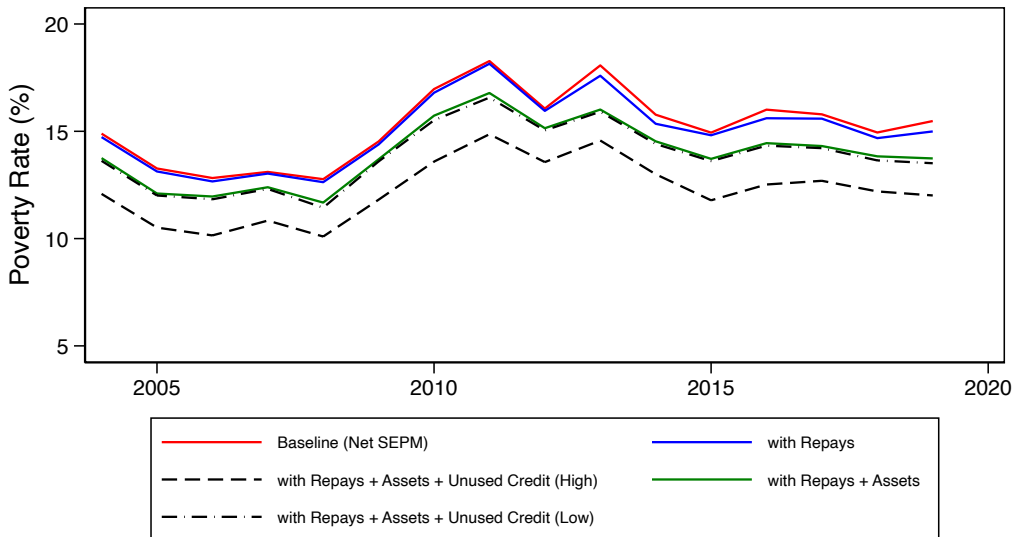 Poverty Rate (%)
20
15
10
5
2005 2010 2015 2020
Baseline (Net SEPM) with Repays
with Repays + Assets + Unused Credit (High) with Repays + Assets
with Repays + Assets + Unused Credit (Low)